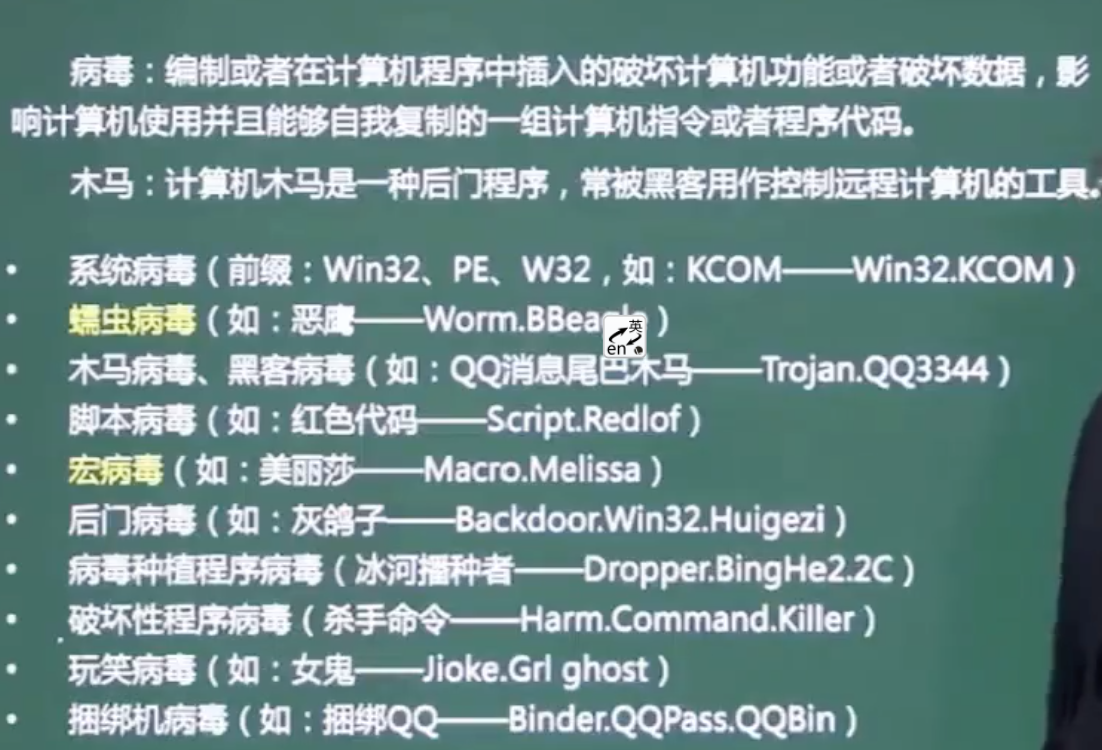 病毒：编制或者在计算机程序中插入的破坏计算机功能或者破坏数据，影
响计算机使用并且能够自我复制的一组计算机指令或者程序代码。
木马：计算机木马是一种后门程序，常被黑客用作控制远程计算机的工具。
• 系统病毒（前缀：Win32、PE、W32，如：KCOM——Win32.KCOM）
• 蠕虫病毒（如：恶鹰——）
英
en
• 木马病毒、黑客病毒（如：QQ消息尾巴木马——Trojan.QQ3344）
• 脚本病毒（如：红色代码——Script.Redlof）
• 宏病毒（如：美丽莎——Macro.Melissa）
• 后门病毒（如：灰鸽子——Backdoor.Win32.Huigezi）
• 病毒种植程序病毒（冰河播种者——Dropper.BingHe2.2C）
• 破坏性程序病毒（杀手命令——Harm.Command.Killer）
• 玩笑病毒（如：女鬼——Jioke.Grl ghost）
• 捆绑机病毒（如：捆绑QQ——Binder.QQPass.QQBin）